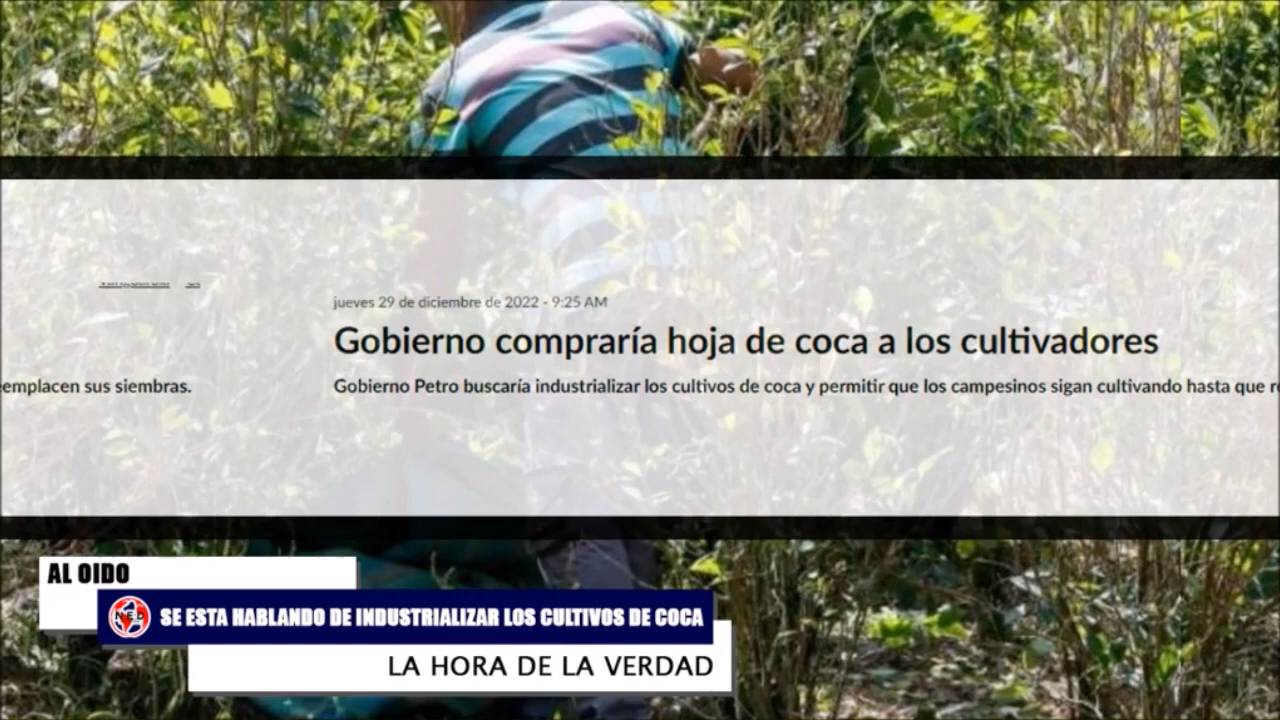 jueves 29 de diciembre de 2022 - 9:25 AM
Gobierno compraría hoja de coca a los cultivadores
emplacen sus siembras.
Gobierno Petro buscaría industrializar los cultivos de coca y permitir que los campesinos sigan cultivando hasta que r
AL OIDO
SE ESTA HABLANDO DE INDUSTRIALIZAR LOS CULTIVOS DE COCA
LA HORA DE LA VERDAD